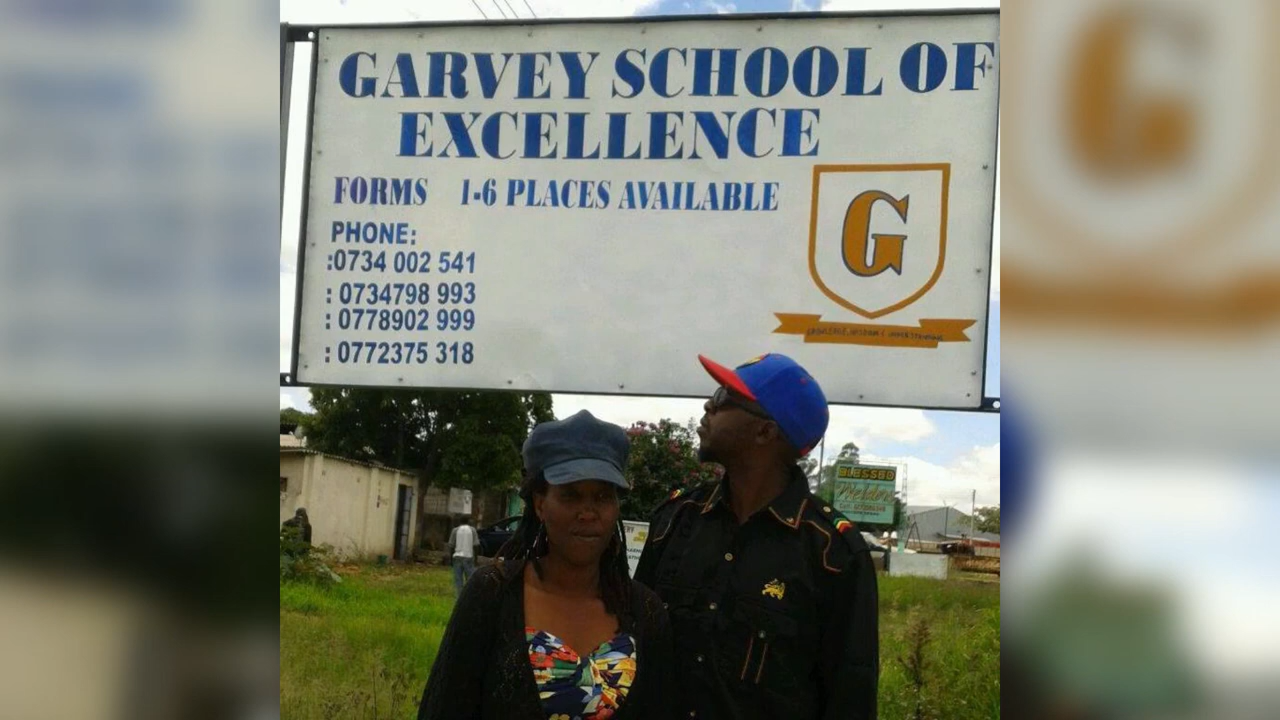 GARVEY SCHOOL OF
EXCELLENCE
FORMS 1-6 PLACES AVAILABLE
PHONE:
:0734 002 541
: 0734798 993
: 0778902 999
: 0772375 318
G
BLESSED
Welders